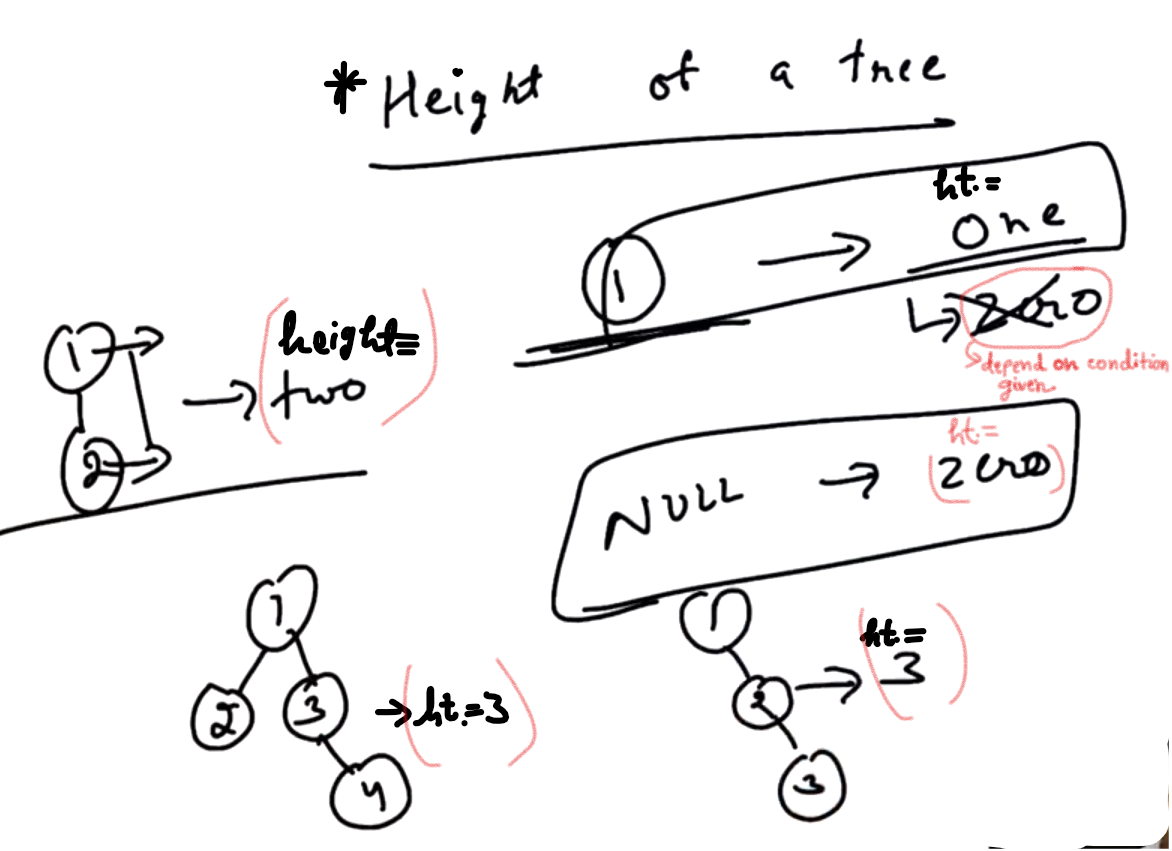 * Height of a tree
1 → ht.= one
↳ zero
↳ depend on condition given.
1
2
→ (height= two)
NULL → ht.= (zero)
1
2 3 → (ht.=3)
4
1
2 → (ht.= 3)
3